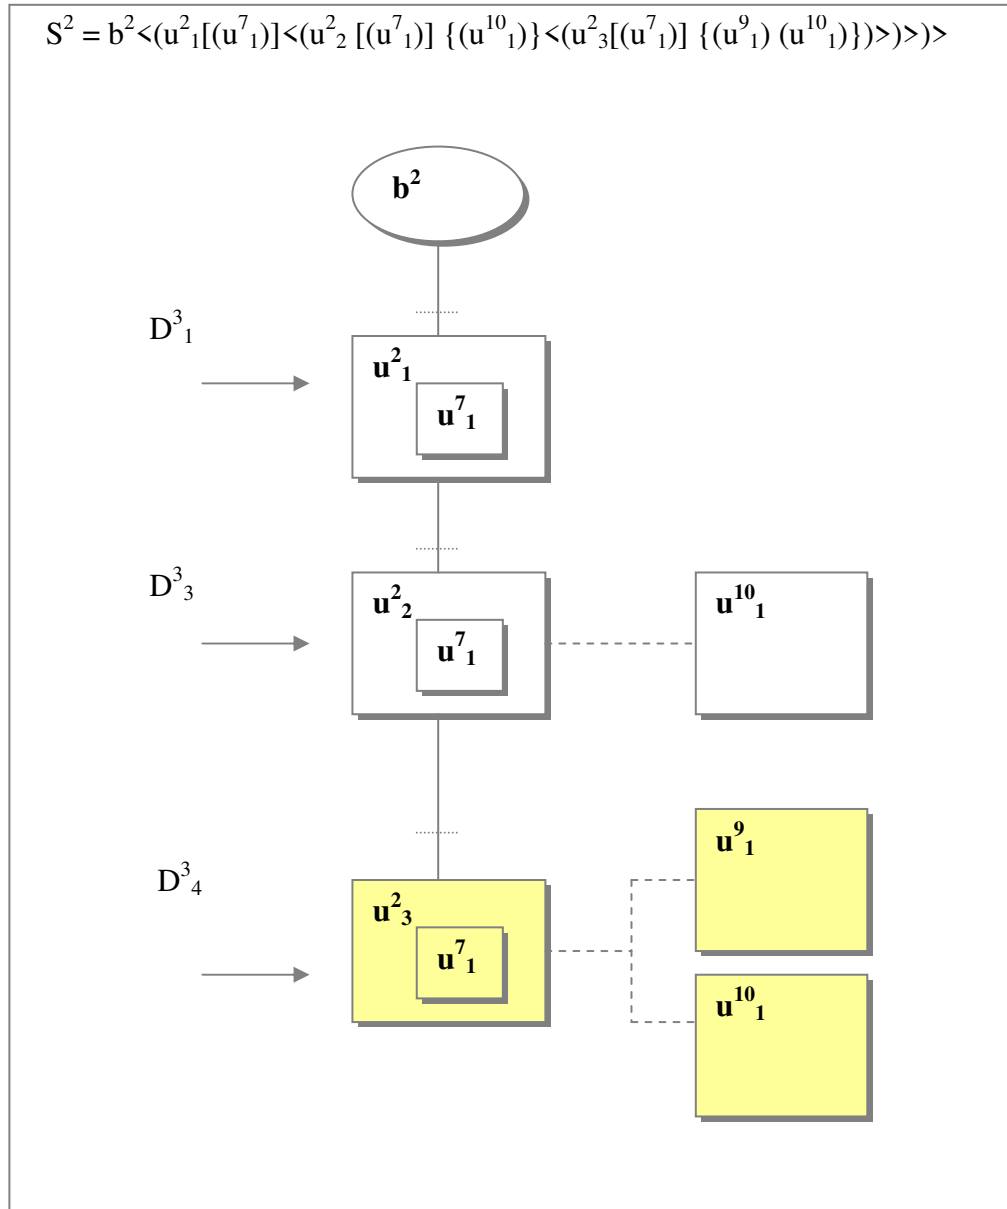 S² = b²<(u²₁[(u⁷₁)]<(u²₂ [(u⁷₁)] {(u¹⁰₁)}<(u²₃[(u⁷₁)] {(u⁹₁) (u¹⁰₁)})>)>)>
b²
D³₁
u²₁
u⁷₁
D³₃
u²₂
u⁷₁
u¹⁰₁
D³₄
u²₃
u⁷₁
u⁹₁
u¹⁰₁